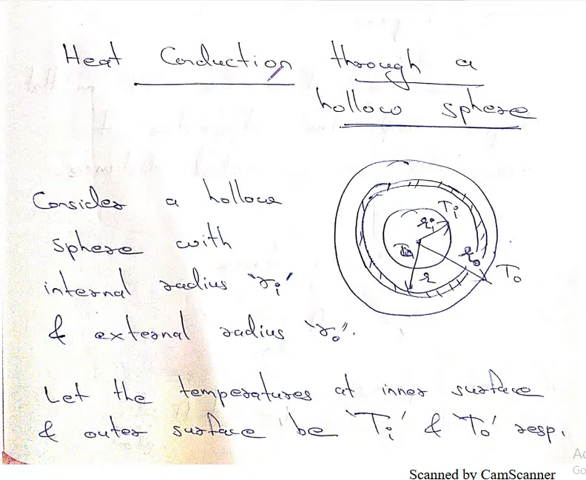 Heat Conduction through a
hollow sphere
Consider a hollow
sphere with
internal radius 'ri'
& external radius 'ro'.
Ti
ri
r
ro
To
Let the temperatures at inner surface
& outer surface be 'Ti' & 'To' resp.
Scanned by CamScanner